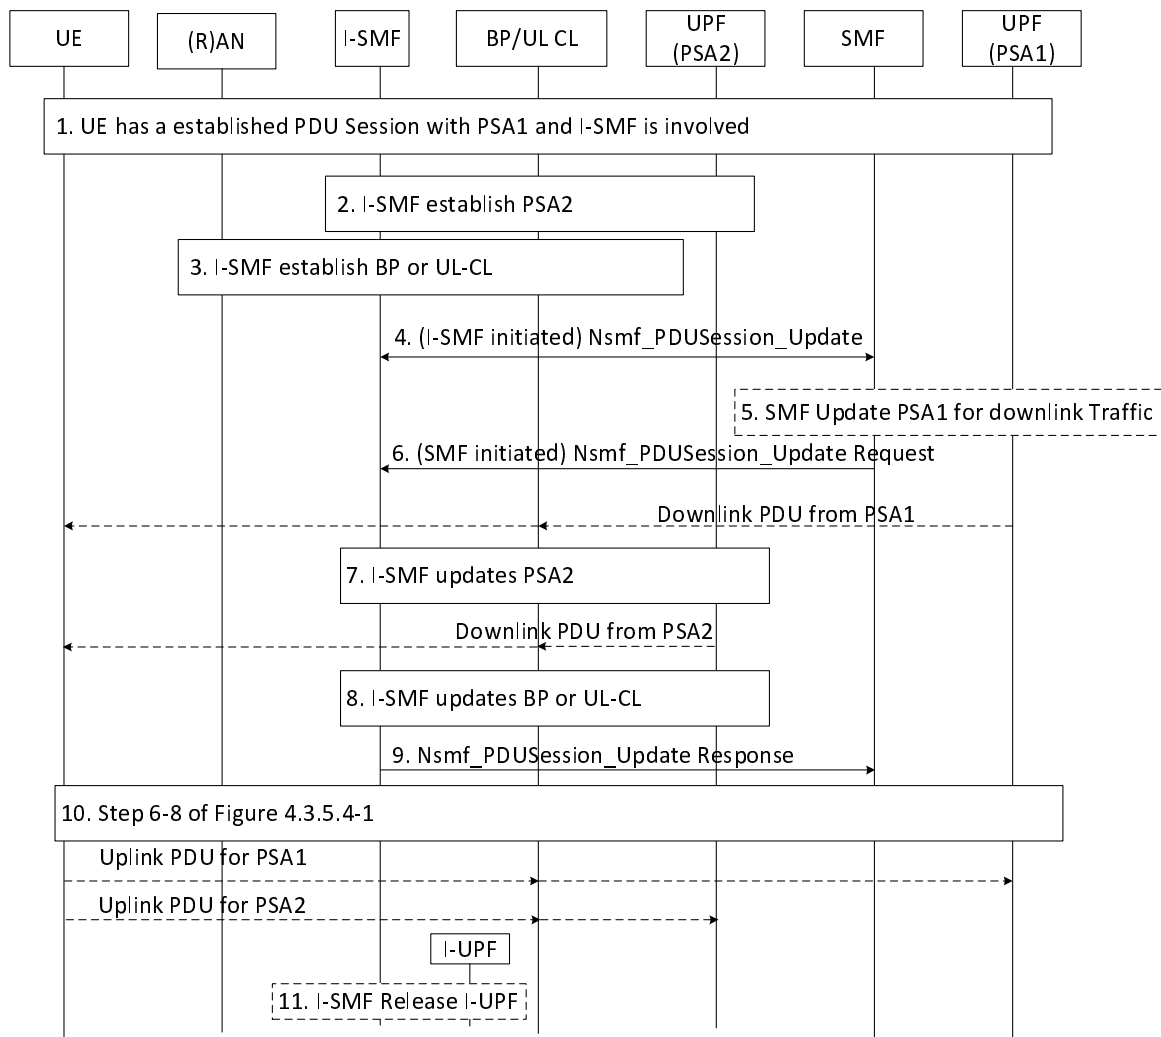 UE
(R)AN
I-SMF
BP/UL CL
UPF
(PSA2)
SMF
UPF
(PSA1)
1. UE has a established PDU Session with PSA1 and I-SMF is involved
2. I-SMF establish PSA2
3. I-SMF establish BP or UL-CL
4. (I-SMF initiated) Nsmf_PDUSession_Update
5. SMF Update PSA1 for downlink Traffic
6. (SMF initiated) Nsmf_PDUSession_Update Request
Downlink PDU from PSA1
7. I-SMF updates PSA2
Downlink PDU from PSA2
8. I-SMF updates BP or UL-CL
9. Nsmf_PDUSession_Update Response
10. Step 6-8 of Figure 4.3.5.4-1
Uplink PDU for PSA1
Uplink PDU for PSA2
I-UPF
11. I-SMF Release I-UPF